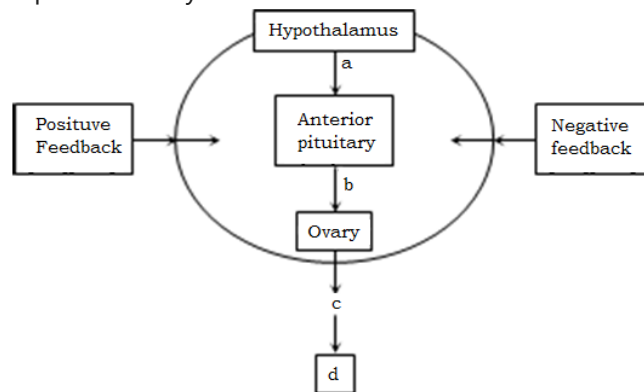 Hypothalamus
a
Posituve
Feedback
Anterior
pituitary
Negative
feedback
b
Ovary
c
d